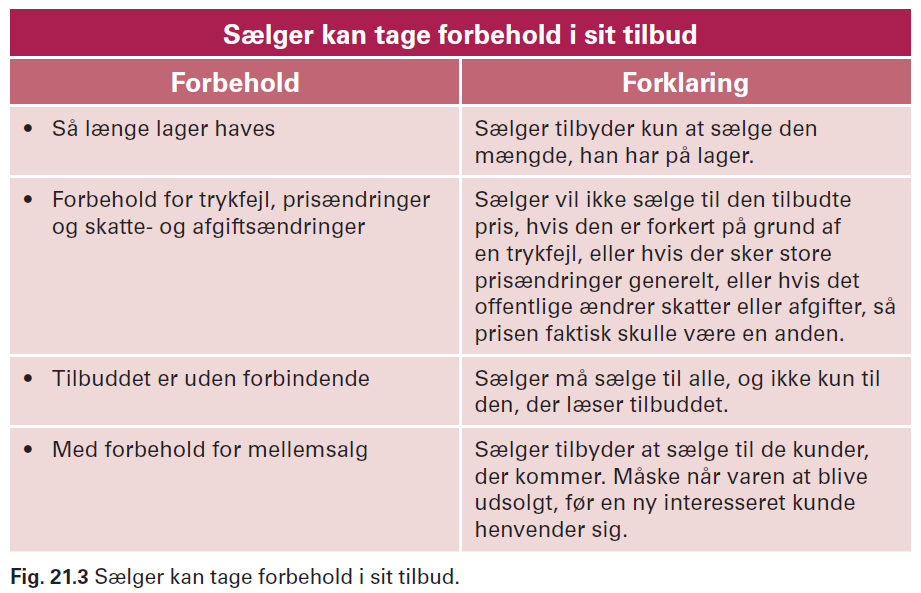 Sælger kan tage forbehold i sit tilbud
Forbehold
Forklaring
• Så længe lager haves
Sælger tilbyder kun at sælge den
mængde, han har på lager.
• Forbehold for trykfejl, prisændringer
og skatte- og afgiftsændringer
Sælger vil ikke sælge til den tilbudte
pris, hvis den er forkert på grund af
en trykfejl, eller hvis der sker store
prisændringer generelt, eller hvis det
offentlige ændrer skatter eller afgifter, så
prisen faktisk skulle være en anden.
• Tilbuddet er uden forbindende
Sælger må sælge til alle, og ikke kun til
den, der læser tilbuddet.
• Med forbehold for mellemsalg
Sælger tilbyder at sælge til de kunder,
der kommer. Måske når varen at blive
udsolgt, før en ny interesseret kunde
henvender sig.
Fig. 21.3 Sælger kan tage forbehold i sit tilbud.